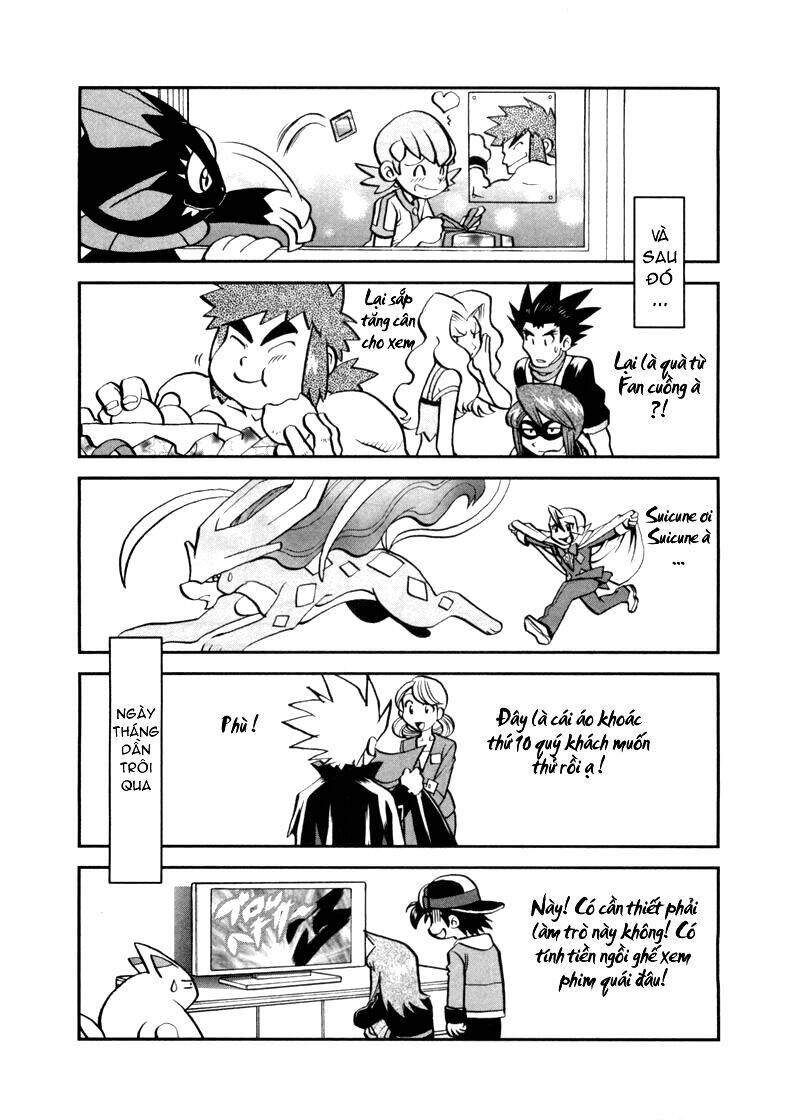 VÀ
SAU
ĐÓ
...
Lại sắp
tăng cân
cho xem
Lại là quà từ
Fan cuồng à
?!
Suicune ơi
Suicune à
...
NGÀY
THÁNG
DẦN
TRÔI
QUA
Phù !
Đây là cái áo khoác
thứ 10 quý khách muốn
thử rồi ạ !
Này! Có cần thiết phải
làm trò này không! Có
tính tiền ngồi ghế xem
phim quái đâu!